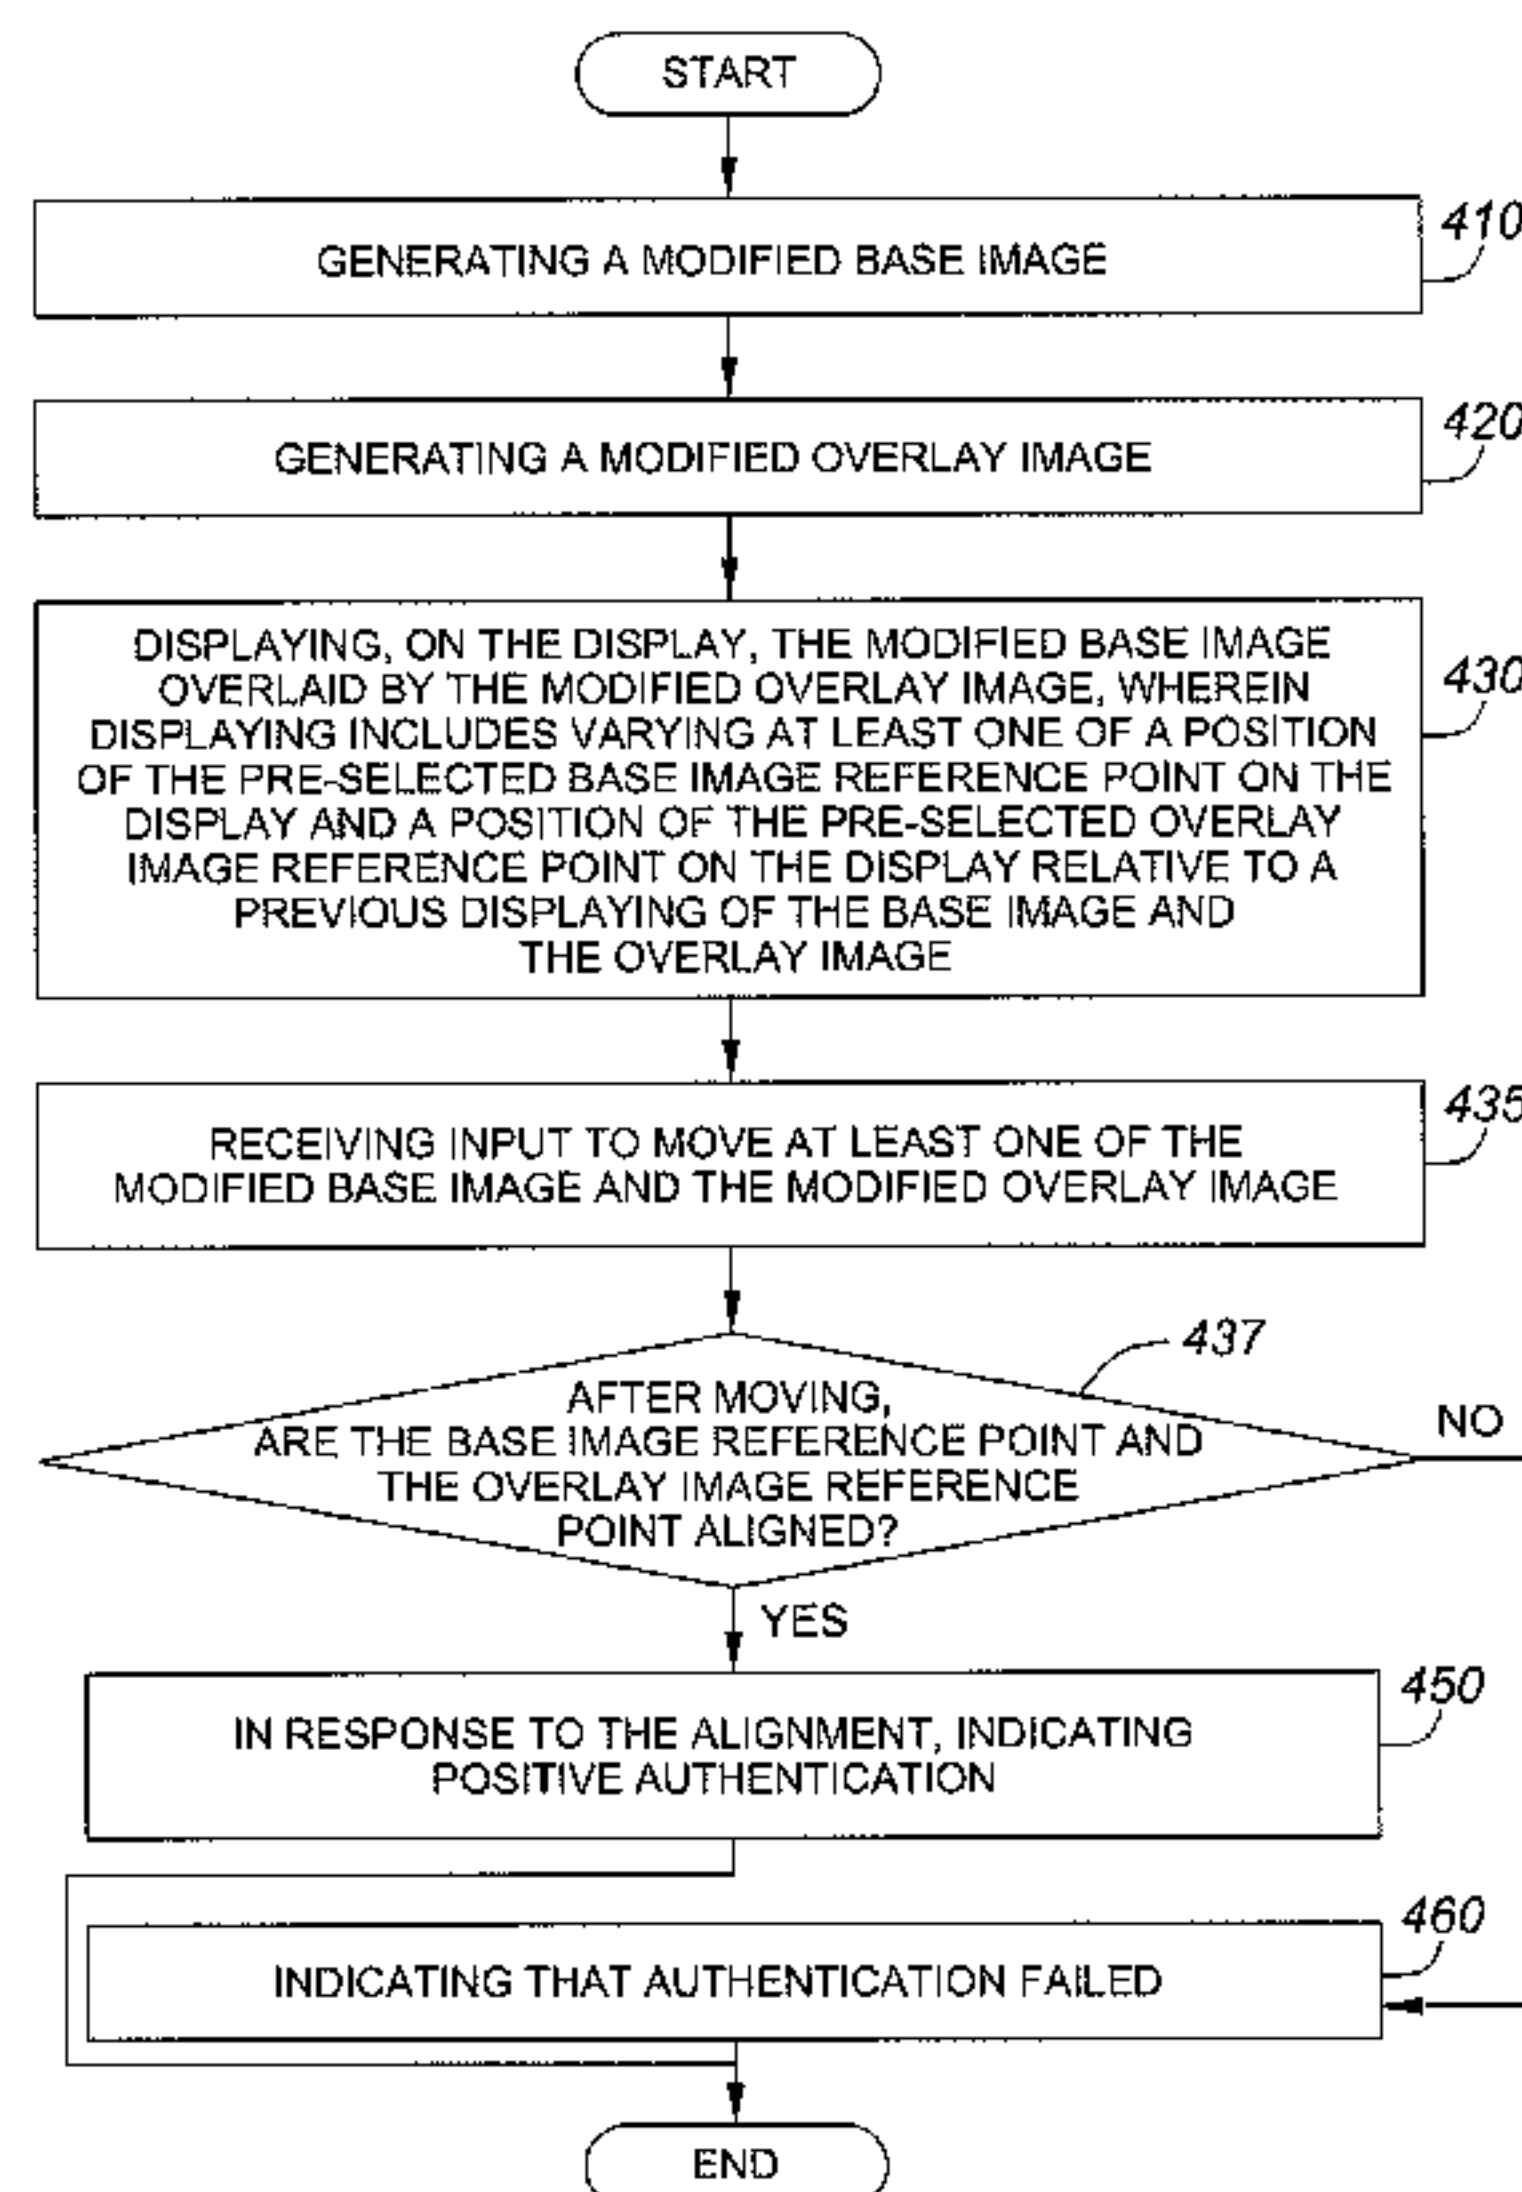 START
GENERATING A MODIFIED BASE IMAGE
410
GENERATING A MODIFIED OVERLAY IMAGE
420
DISPLAYING, ON THE DISPLAY, THE MODIFIED BASE IMAGE
OVERLAID BY THE MODIFIED OVERLAY IMAGE, WHEREIN
DISPLAYING INCLUDES VARYING AT LEAST ONE OF A POSITION
OF THE PRE-SELECTED BASE IMAGE REFERENCE POINT ON THE
DISPLAY AND A POSITION OF THE PRE-SELECTED OVERLAY
IMAGE REFERENCE POINT ON THE DISPLAY RELATIVE TO A
PREVIOUS DISPLAYING OF THE BASE IMAGE AND
THE OVERLAY IMAGE
430
RECEIVING INPUT TO MOVE AT LEAST ONE OF THE
MODIFIED BASE IMAGE AND THE MODIFIED OVERLAY IMAGE
435
437
AFTER MOVING,
ARE THE BASE IMAGE REFERENCE POINT AND
THE OVERLAY IMAGE REFERENCE
POINT ALIGNED?
NO
YES
IN RESPONSE TO THE ALIGNMENT, INDICATING
POSITIVE AUTHENTICATION
450
INDICATING THAT AUTHENTICATION FAILED
460
END